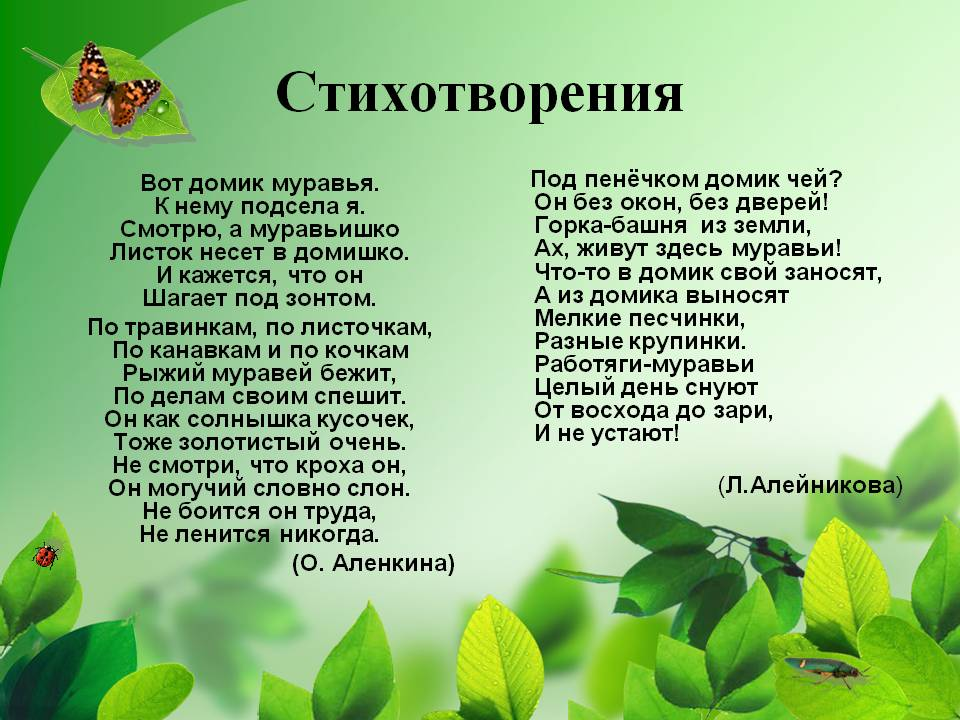 Стихотворения
Вот домик муравья.
К нему подсела я.
Смотрю, а муравьишко
Листок несет в домишко.
И кажется, что он
Шагает под зонтом.
По травинкам, по листочкам,
По канавкам и по кочкам
Рыжий муравей бежит,
По делам своим спешит.
Он как солнышка кусочек,
Тоже золотистый очень.
Не смотри, что кроха он,
Он могучий словно слон.
Не боится он труда,
Не ленится никогда.
(О. Аленкина)
Под пенёчком домик чей?
Он без окон, без дверей!
Горка-башня из земли,
Ах, живут здесь муравьи!
Что-то в домик свой заносят,
А из домика выносят
Мелкие песчинки,
Разные крупинки.
Работяги-муравьи
Целый день снуют
От восхода до зари,
И не устают!
(Л.Алейникова)